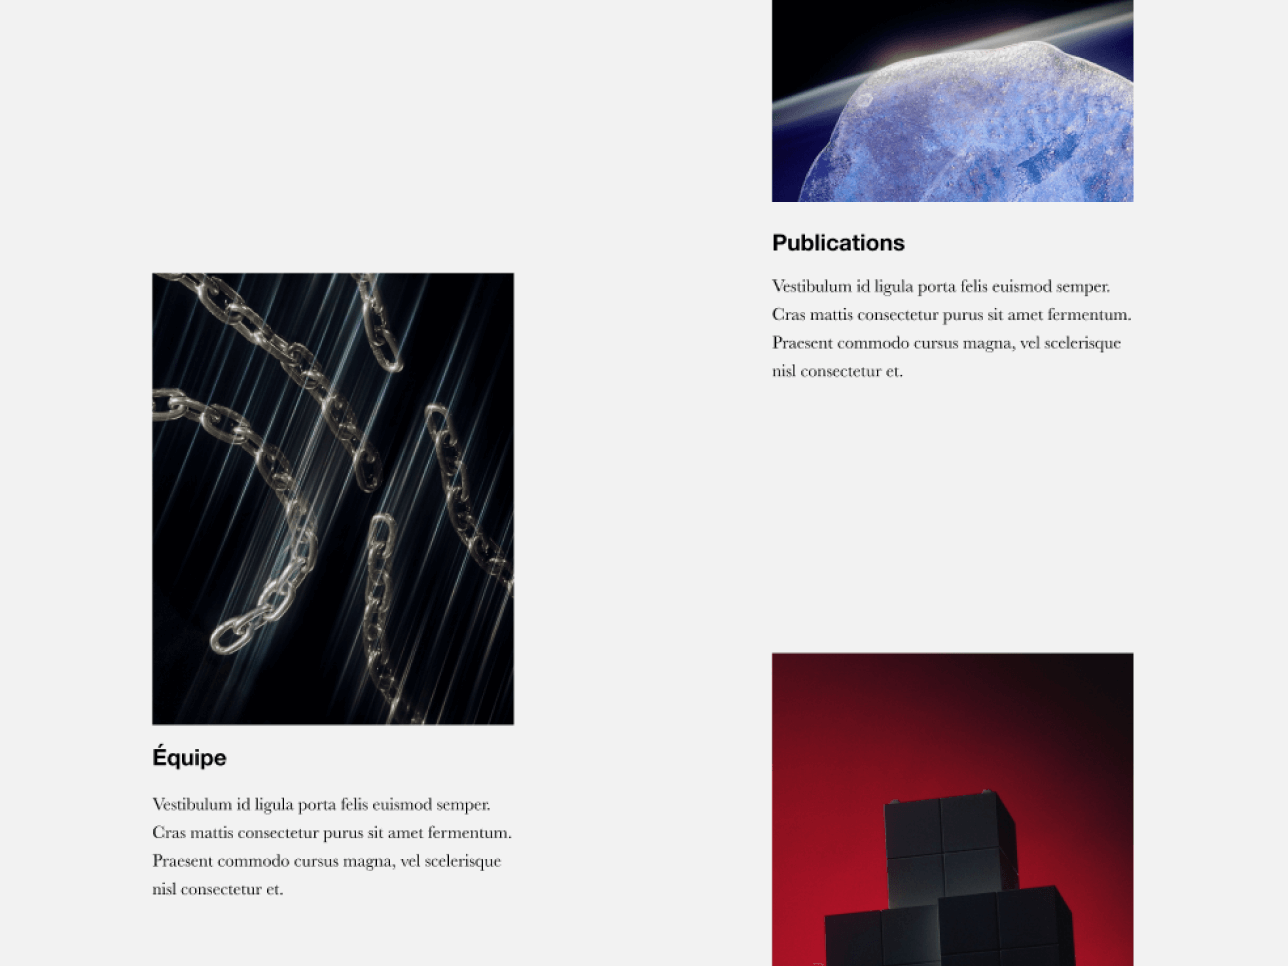 Publications
Vestibulum id ligula porta felis euismod semper.
Cras mattis consectetur purus sit amet fermentum.
Praesent commodo cursus magna, vel scelerisque
nisl consectetur et.
Équipe
Vestibulum id ligula porta felis euismod semper.
Cras mattis consectetur purus sit amet fermentum.
Praesent commodo cursus magna, vel scelerisque
nisl consectetur et.